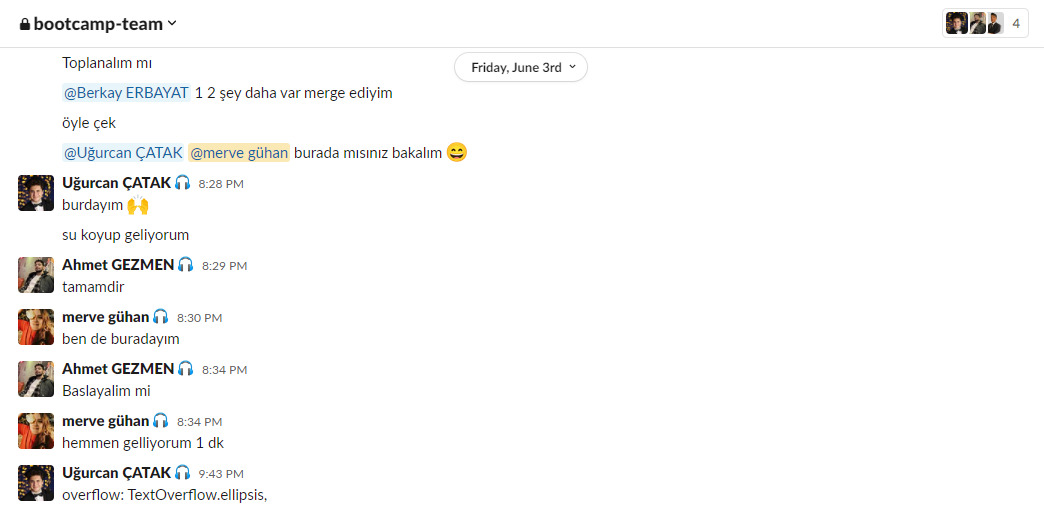 bootcamp-team
4
Toplanalım mı
Friday, June 3rd
@Berkay ERBAYAT 1 2 şey daha var merge ediyim
öyle çek
@Uğurcan ÇATAK @merve gühan burada mısınız bakalım 😄
Uğurcan ÇATAK 8:28 PM
burdayım 🙌
su koyup geliyorum
Ahmet GEZMEN 8:29 PM
tamamdir
merve gühan 8:30 PM
ben de buradayım
Ahmet GEZMEN 8:34 PM
Baslayalim mi
merve gühan 8:34 PM
hemmen gelliyorum 1 dk
Uğurcan ÇATAK 9:43 PM
overflow: TextOverflow.ellipsis,